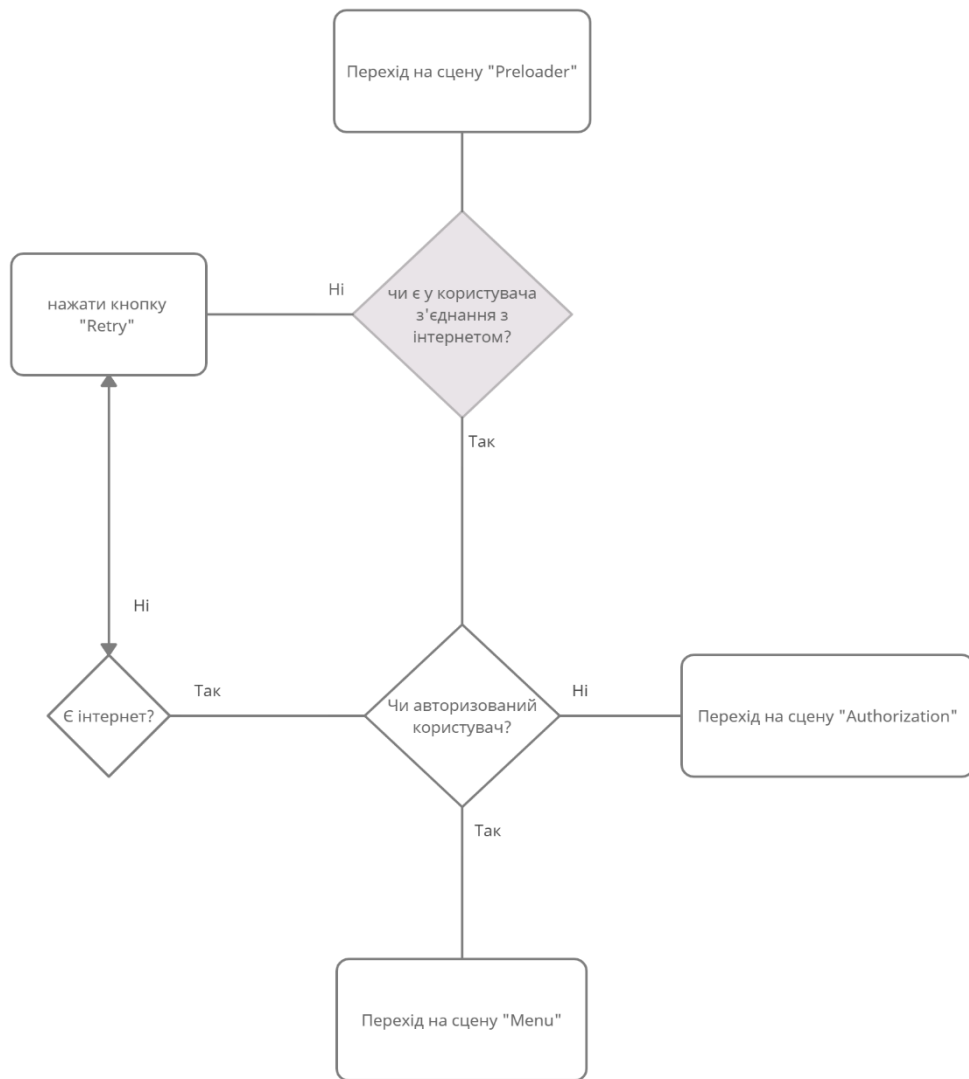 Перехід на сцену "Preloader"
Ні
чи є у користувача
з'єднання з
інтернетом?
нажати кнопку
"Retry"
Так
Ні
Є інтернет?
Так
Чи авторизований
користувач?
Ні
Перехід на сцену "Authorization"
Так
Перехід на сцену "Menu"